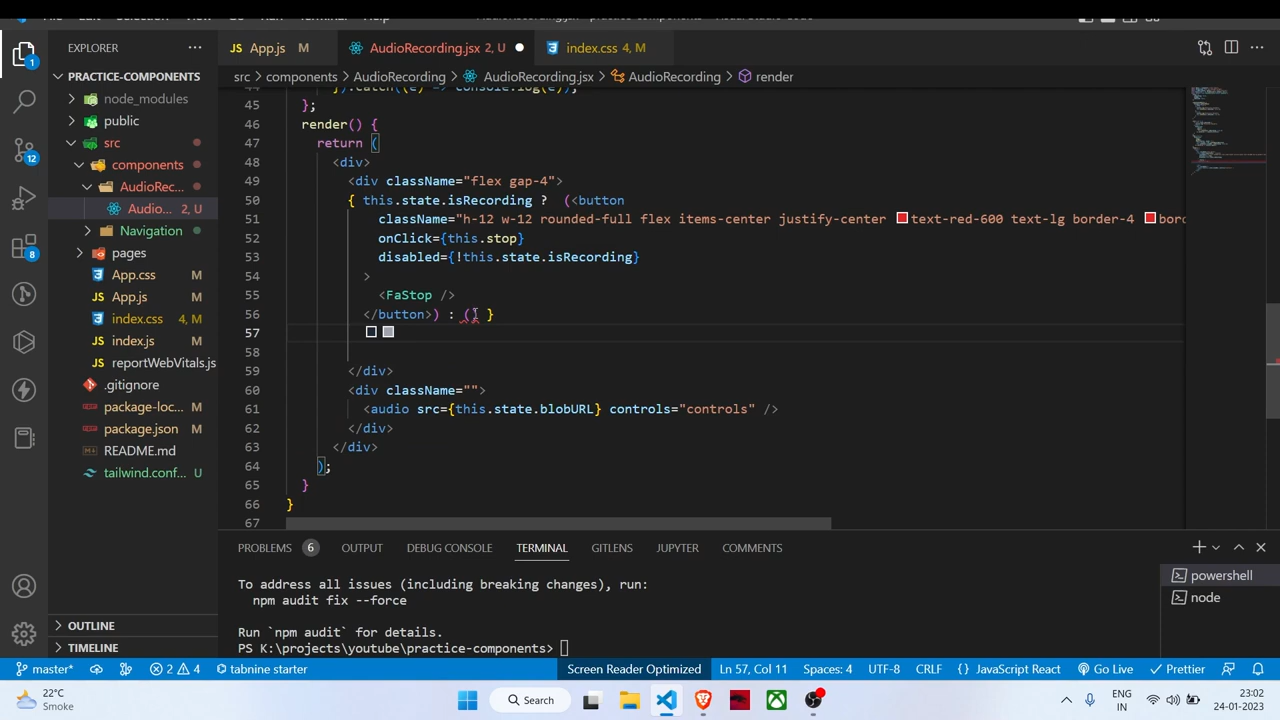 EXPLORER
PRACTICE-COMPONENTS
node_modules
public
src
components
AudioRec...
Audio... 2, U
Navigation
pages
App.css M
App.js M
index.css 4, M
index.js M
reportWebVitals.js
.gitignore
package-loc... M
package.json M
README.md
tailwind.conf... U
OUTLINE
TIMELINE
App.js M
AudioRecording.jsx 2, U
index.css 4, M
src > components > AudioRecording > AudioRecording.jsx > AudioRecording > render
45 };
46 render() {
47 return (
48 <div>
49 <div className="flex gap-4">
50 { this.state.isRecording ? (<button
51 className="h-12 w-12 rounded-full flex items-center justify-center text-red-600 text-lg border-4
52 onClick={this.stop}
53 disabled={!this.state.isRecording}
54 >
55 <FaStop />
56 </button>) : () }
57
58
59 </div>
60 <div className="">
61 <audio src={this.state.blobURL} controls="controls" />
62 </div>
63 </div>
64 );
65 }
66 }
67
PROBLEMS 6 OUTPUT DEBUG CONSOLE TERMINAL GITLENS JUPYTER COMMENTS
To address all issues (including breaking changes), run:
npm audit fix --force
Run `npm audit` for details.
PS K:\projects\youtube\practice-components>
powershell
node
master* 2 4 tabnine starter Screen Reader Optimized Ln 57, Col 11 Spaces: 4 UTF-8 CRLF {} JavaScript React Go Live Prettier
22°C
Smoke
Search
ENG
IN
23:02
24-01-2023